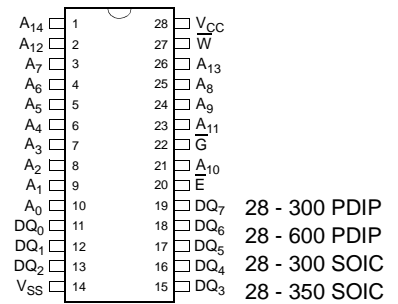 A14 1 28 VCC
A12 2 27 W̅
A7 3 26 A13
A6 4 25 A8
A5 5 24 A9
A4 6 23 A11
A3 7 22 G̅
A2 8 21 A10
A1 9 20 E̅
A0 10 19 DQ7 28 - 300 PDIP
DQ0 11 18 DQ6 28 - 600 PDIP
DQ1 12 17 DQ5
DQ2 13 16 DQ4 28 - 300 SOIC
VSS 14 15 DQ3 28 - 350 SOIC